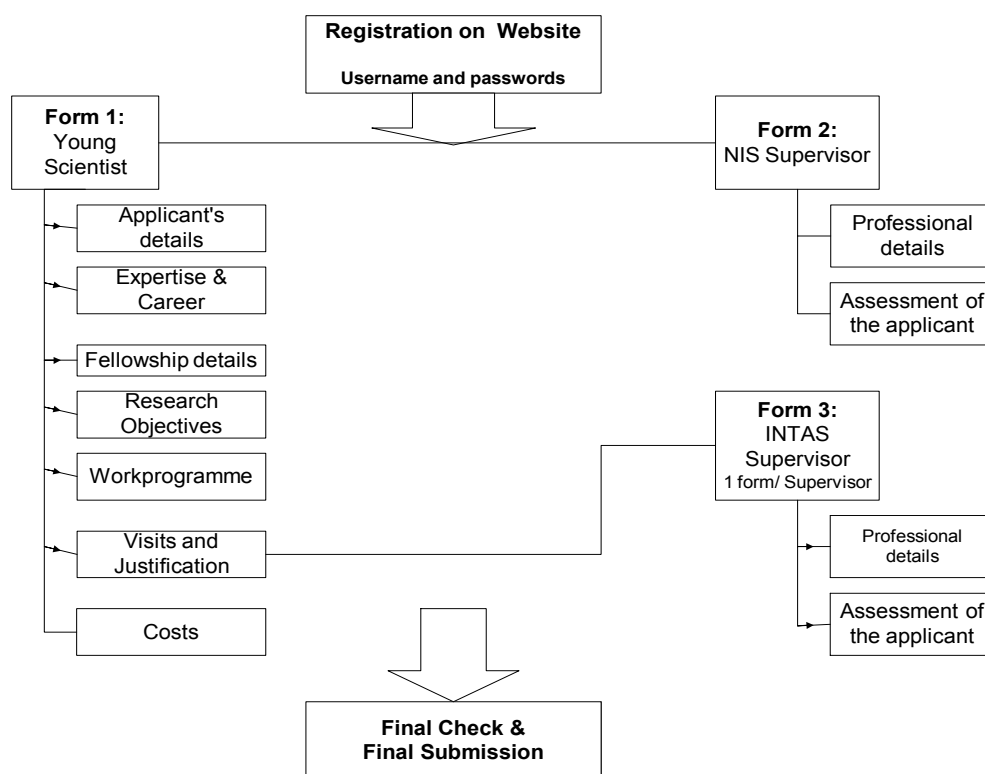 Registration on Website
Username and passwords
Form 1:
Young
Scientist
Applicant's
details
Expertise &
Career
Fellowship details
Research
Objectives
Workprogramme
Visits and
Justification
Costs
Form 2:
NIS Supervisor
Professional
details
Assessment of
the applicant
Form 3:
INTAS
Supervisor
1 form/ Supervisor
Professional
details
Assessment of
the applicant
Final Check &
Final Submission